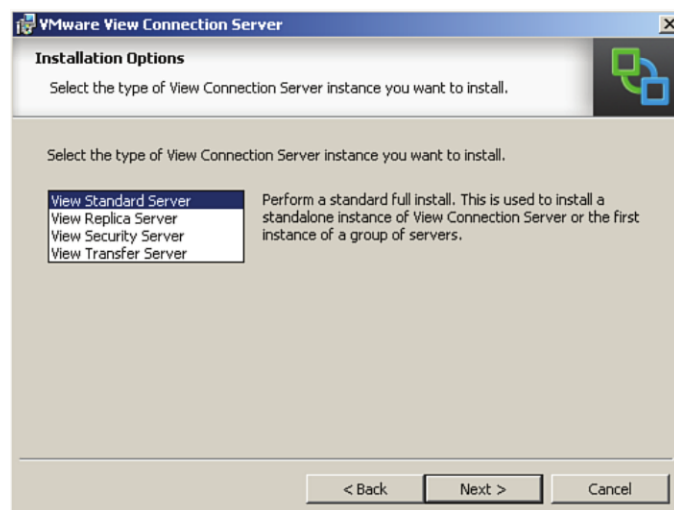 VMware View Connection Server
Installation Options
Select the type of View Connection Server instance you want to install.
Select the type of View Connection Server instance you want to install.
View Standard Server
View Replica Server
View Security Server
View Transfer Server
Perform a standard full install. This is used to install a
standalone instance of View Connection Server or the first
instance of a group of servers.
< Back
Next >
Cancel